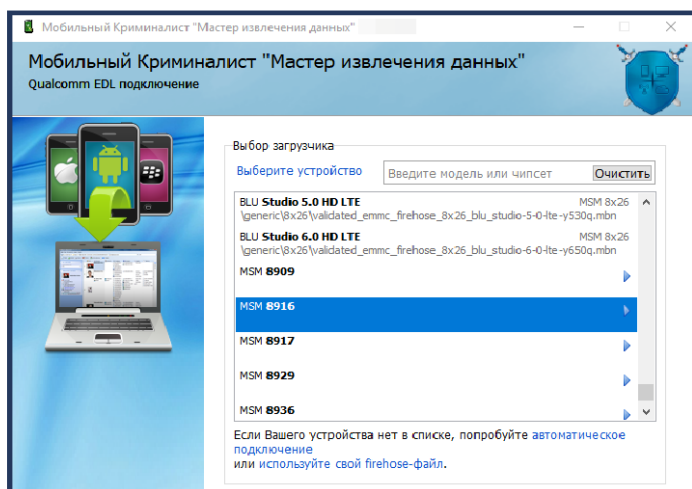 Мобильный Криминалист "Мастер извлечения данных"
Мобильный Криминалист "Мастер извлечения данных"
Qualcomm EDL подключение
Выбор загрузчика
Выберите устройство
Введите модель или чипсет
Очистить
BLU Studio 5.0 HD LTE MSM 8x26
\generic\8x26\validated_emmc_firehose_8x26_blu_studio-5-0-lte-y530q.mbn
BLU Studio 6.0 HD LTE MSM 8x26
\generic\8x26\validated_emmc_firehose_8x26_blu_studio-6-0-lte-y650q.mbn
MSM 8909
MSM 8916
MSM 8917
MSM 8929
MSM 8936
Если Вашего устройства нет в списке, попробуйте автоматическое
подключение
или используйте свой firehose-файл.